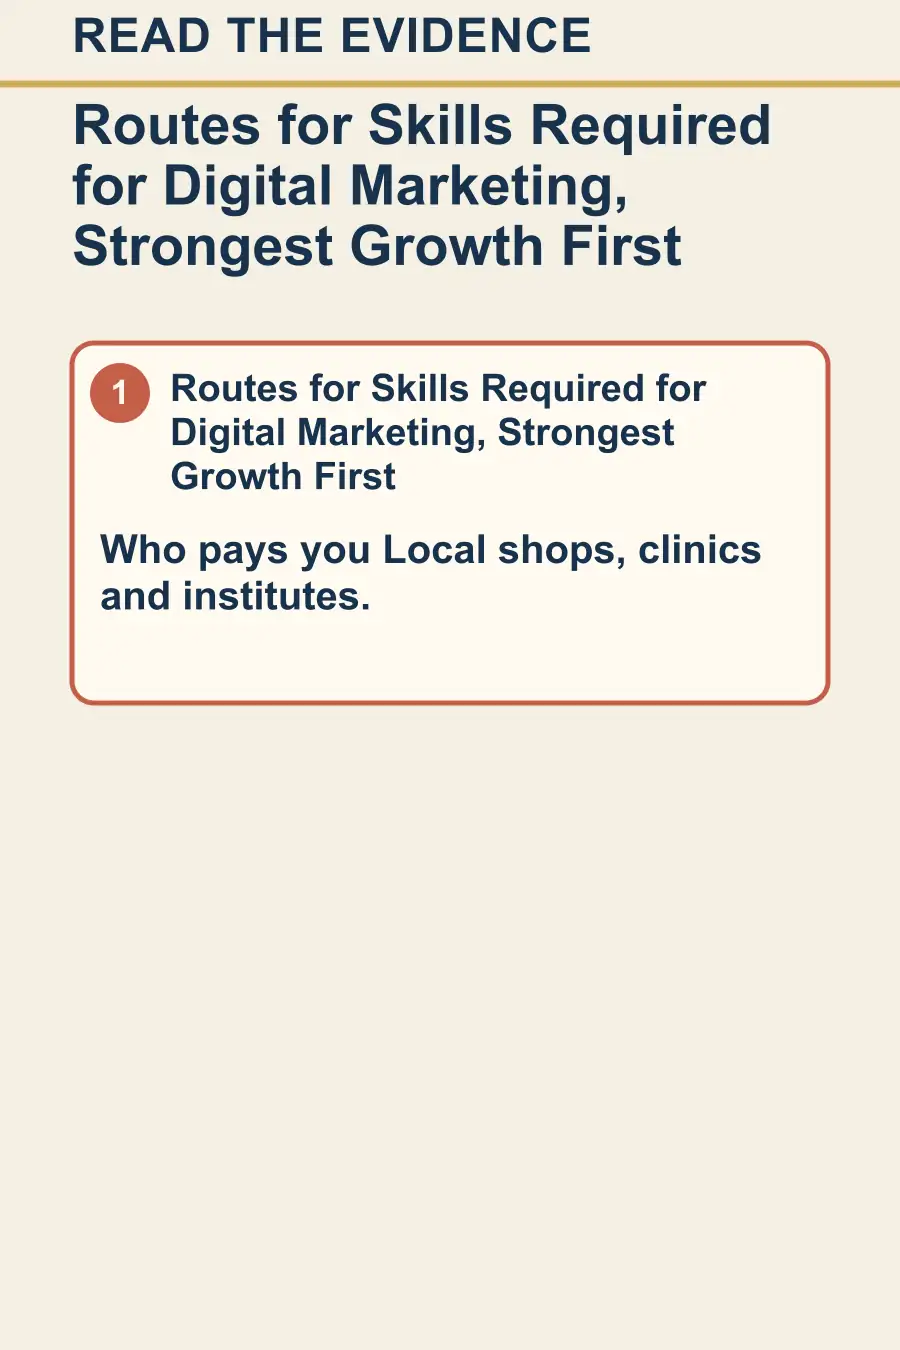 READ THE EVIDENCE
Routes for Skills Required
for Digital Marketing,
Strongest Growth First
1
Routes for Skills Required for
Digital Marketing, Strongest
Growth First
Who pays you Local shops, clinics
and institutes.